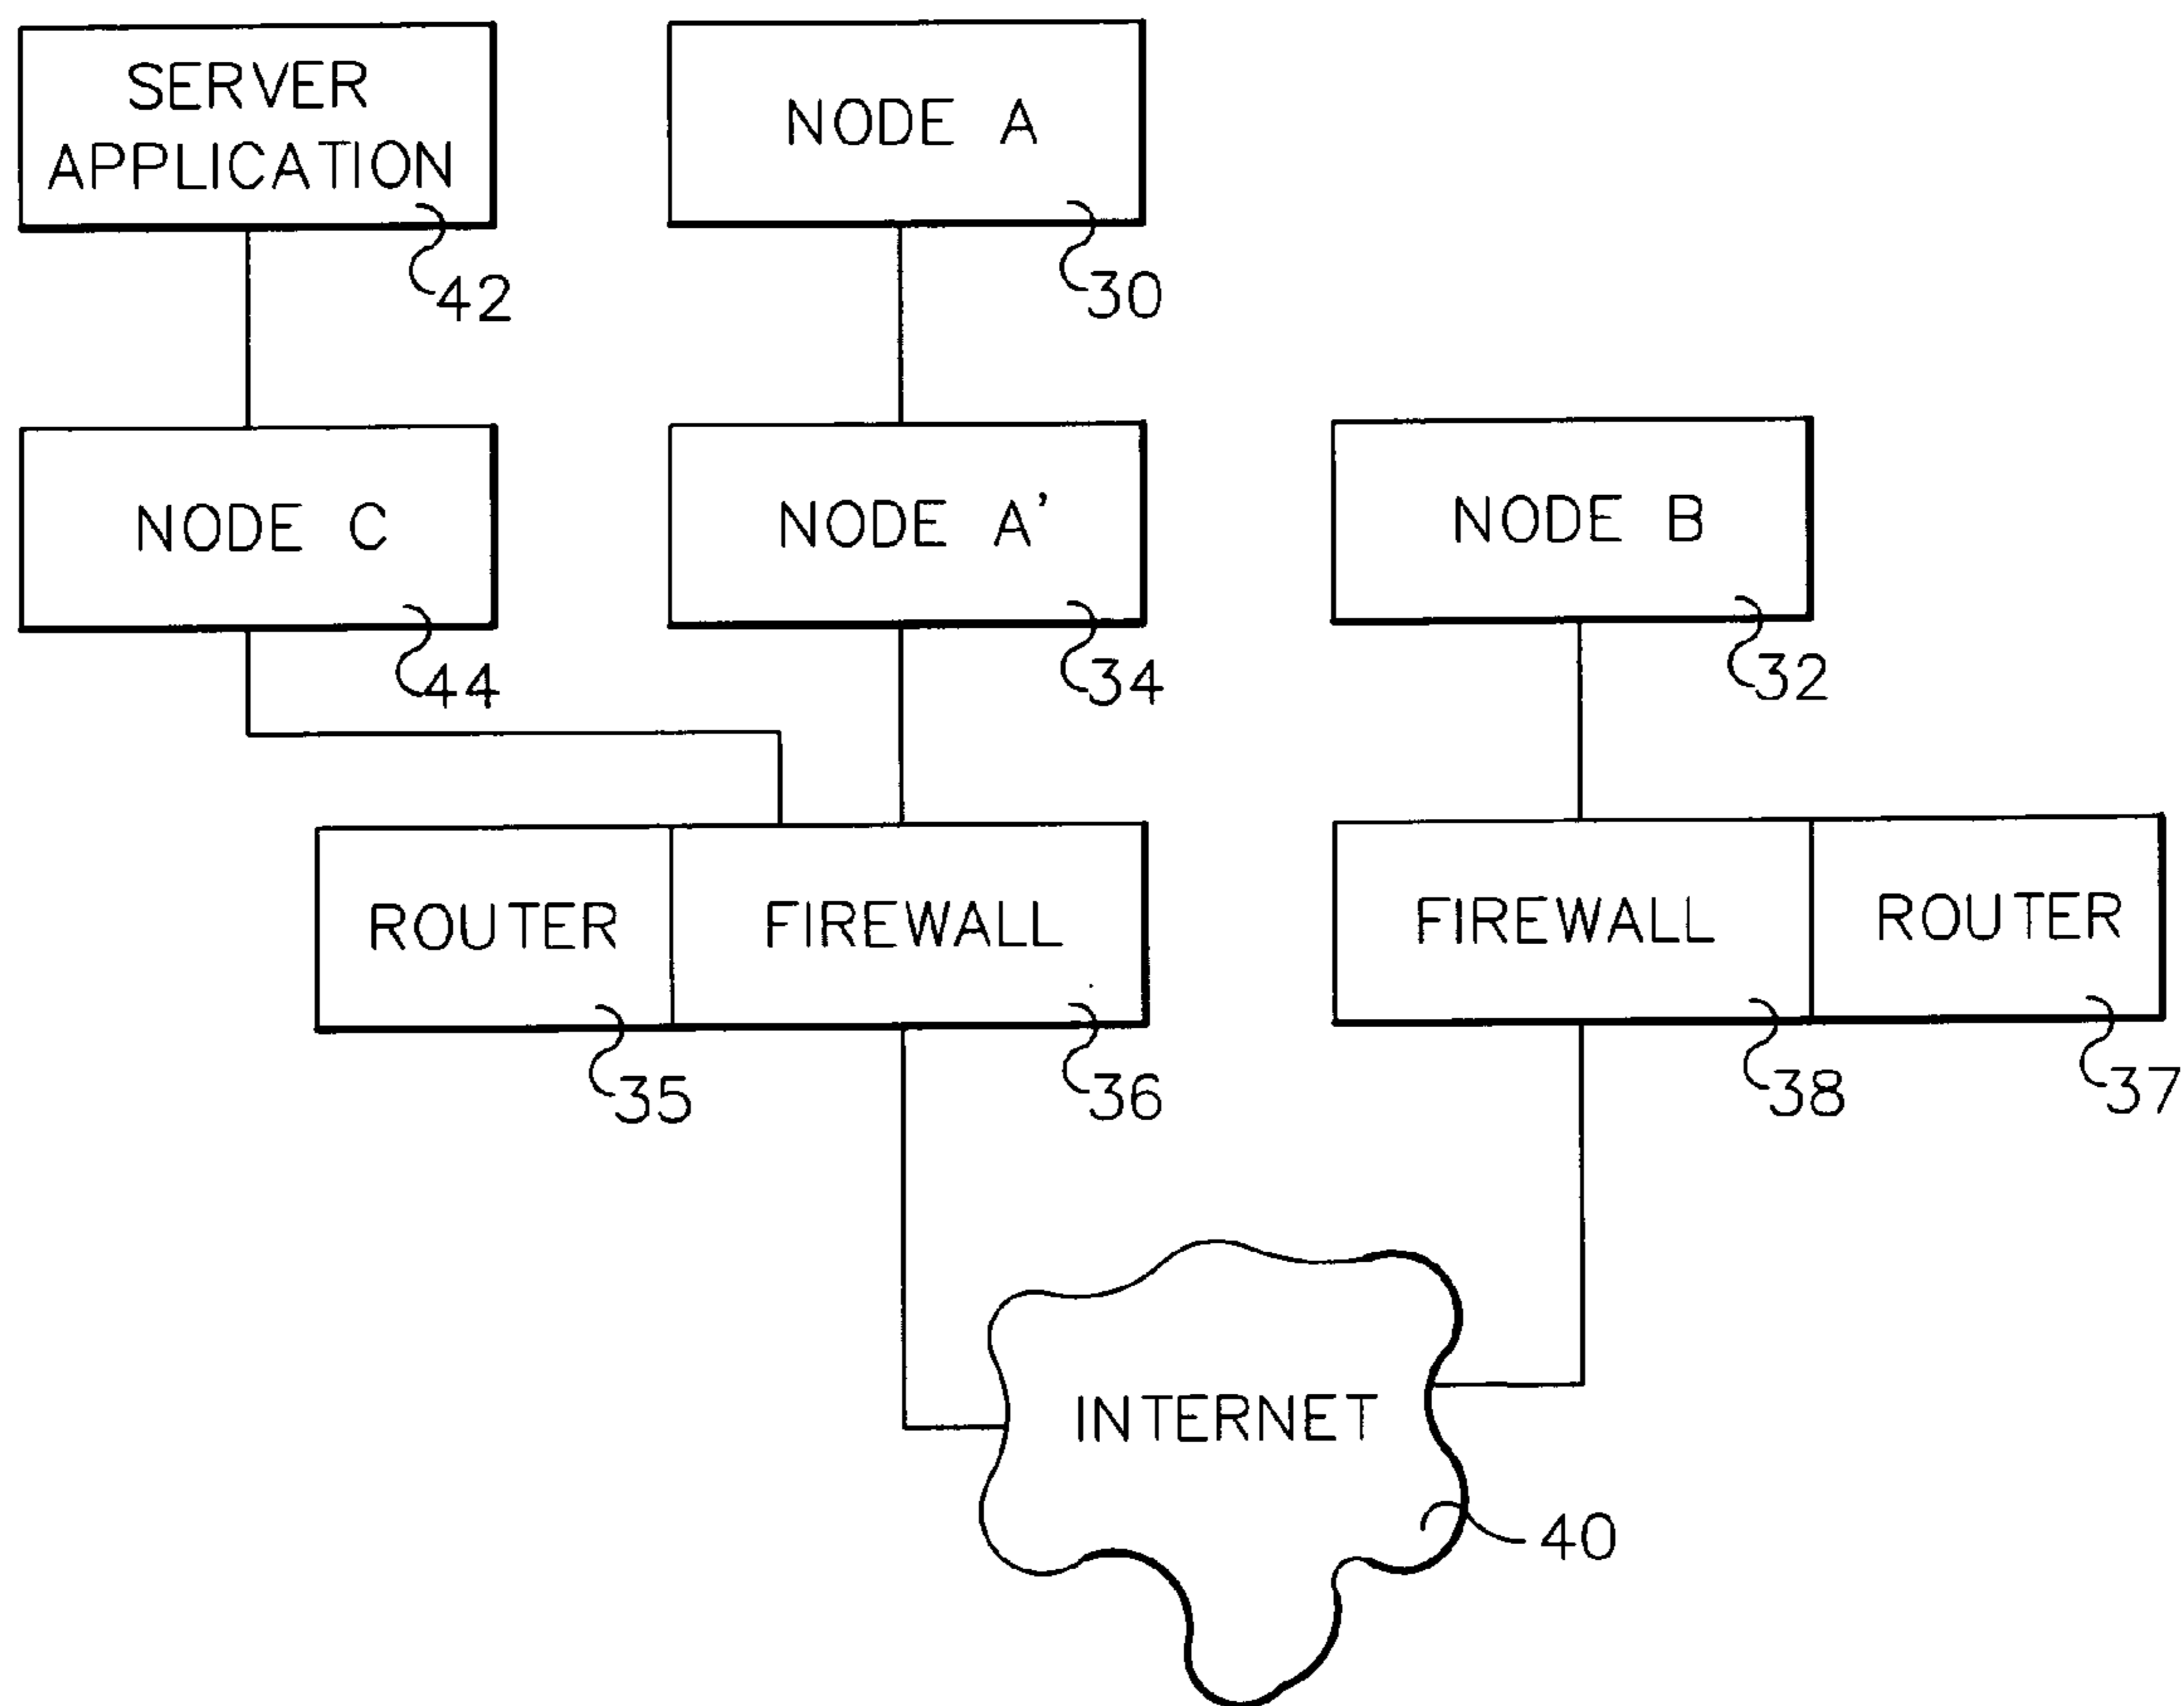 SERVER
APPLICATION
42
NODE A
30
NODE C
44
NODE A'
34
NODE B
32
ROUTER
35
FIREWALL
36
FIREWALL
38
ROUTER
37
INTERNET
40